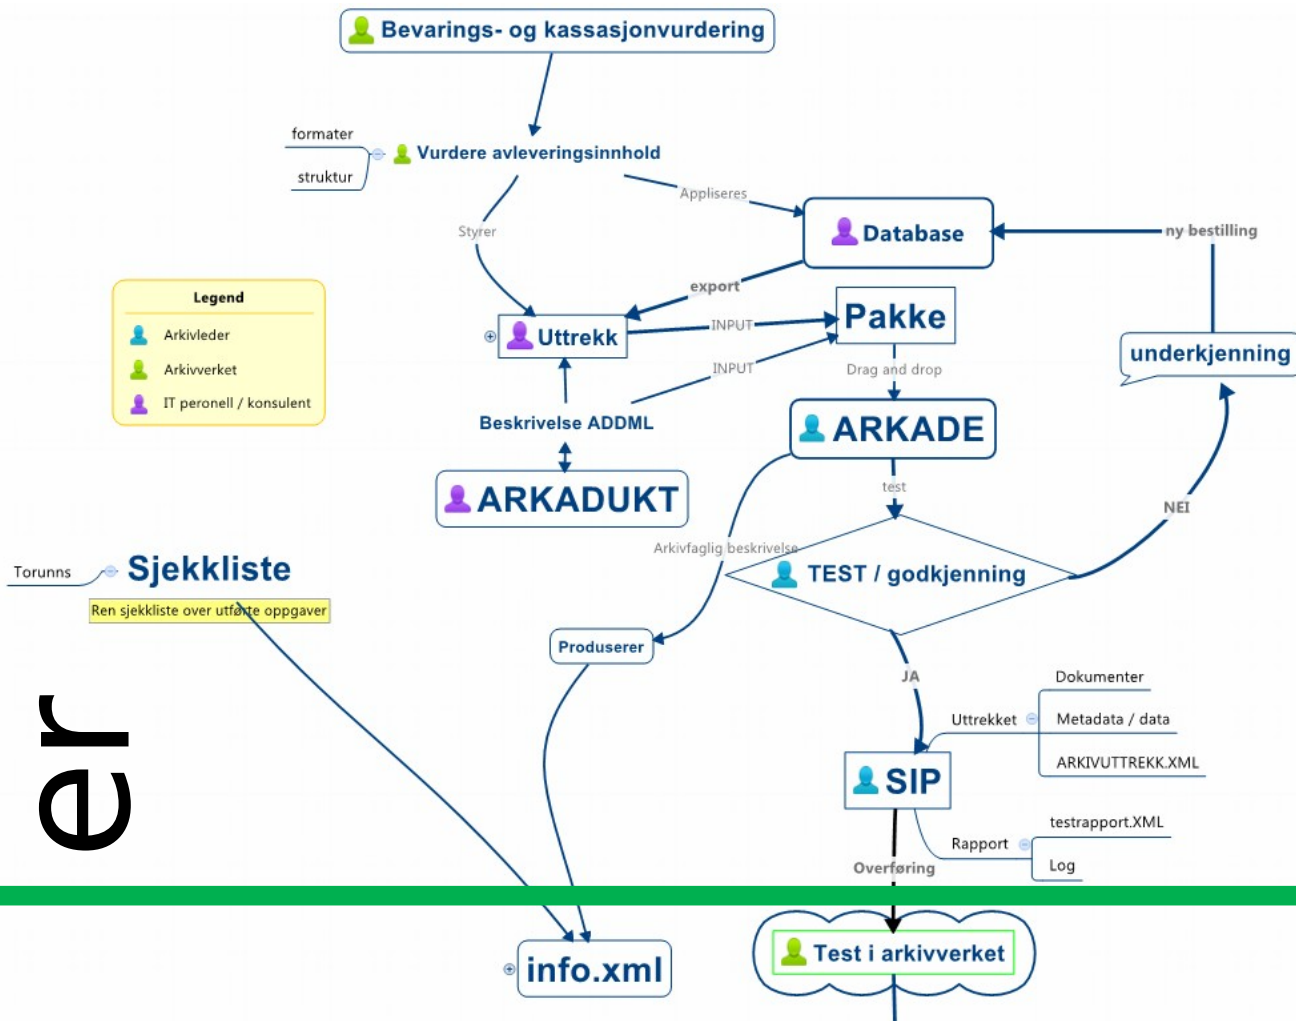 Bevarings- og kassasjonvurdering
formater
Vurdere avleveringsinnhold
struktur
Appliseres
Styrer
Database
ny bestilling
export
Legend
Arkivleder
Arkivverket
IT peronell / konsulent
Uttrekk
INPUT
Pakke
INPUT
Drag and drop
underkjenning
Beskrivelse ADDML
ARKADE
ARKADUKT
test
NEI
Arkivfaglig beskrivelse
TEST / godkjenning
Torunns
Sjekkliste
Ren sjekkliste over utførte oppgaver
Produserer
JA
er
Dokumenter
Uttrekket
Metadata / data
ARKIVUTTREKK.XML
SIP
testrapport.XML
Rapport
Log
Overføring
Test i arkivverket
info.xml